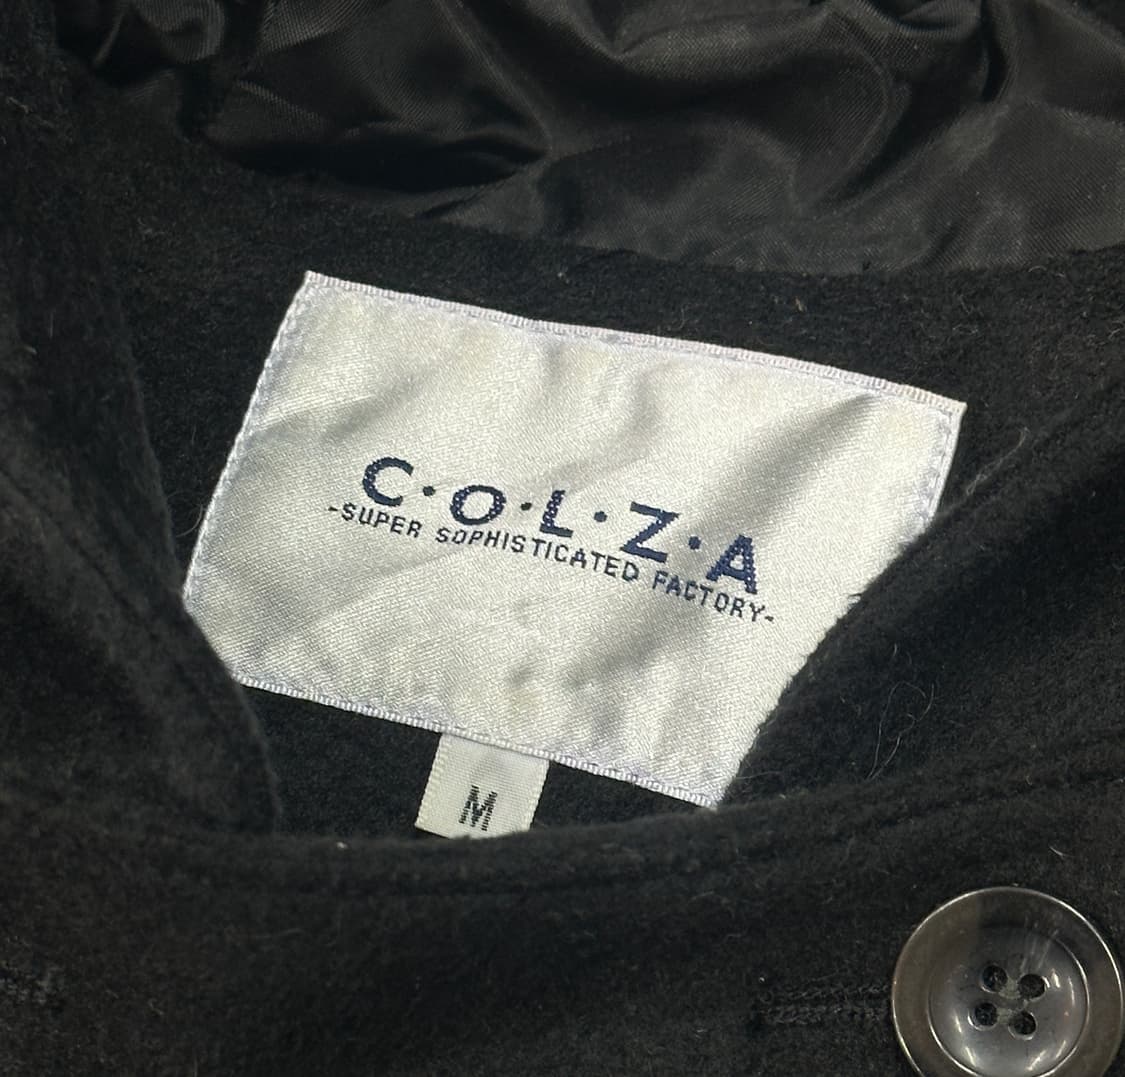 C·O·L·Z·A
-SUPER SOPHISTICATED FACTORY-
M